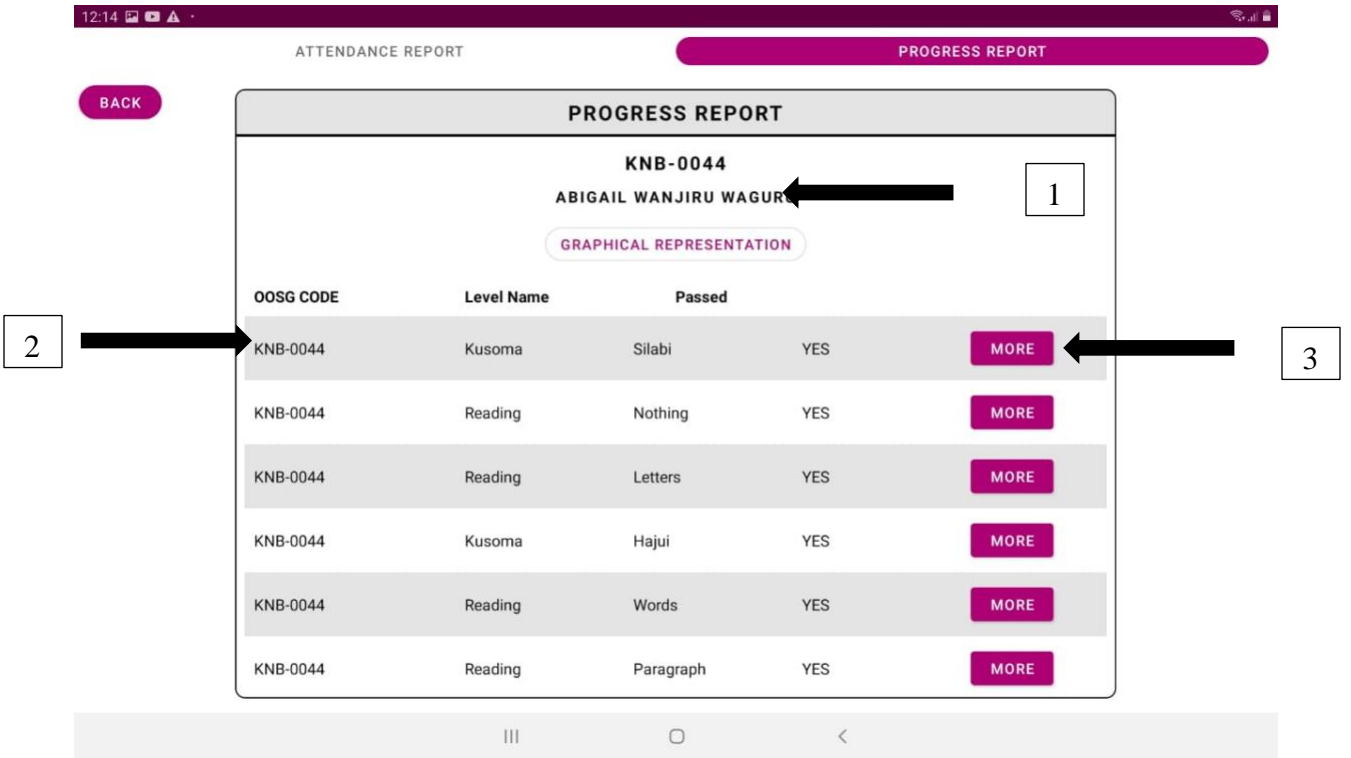 12:14
ATTENDANCE REPORT PROGRESS REPORT
BACK
PROGRESS REPORT
KNB-0044
ABIGAIL WANJIRU WAGURU
1
GRAPHICAL REPRESENTATION
OOSG CODE Level Name Passed
2
KNB-0044 Kusoma Silabi YES MORE
3
KNB-0044 Reading Nothing YES MORE
KNB-0044 Reading Letters YES MORE
KNB-0044 Kusoma Hajui YES MORE
KNB-0044 Reading Words YES MORE
KNB-0044 Reading Paragraph YES MORE